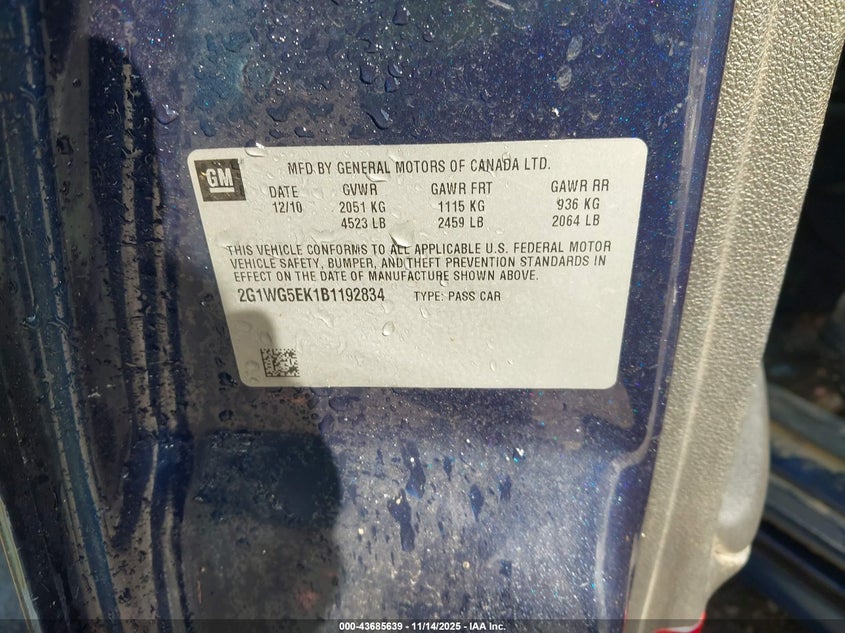 GM
MFD BY GENERAL MOTORS OF CANADA LTD.
DATE GVWR GAWR FRT GAWR RR
12/10 2051 KG 1115 KG 936 KG
4523 LB 2459 LB 2064 LB
THIS VEHICLE CONFORMS TO ALL APPLICABLE U.S. FEDERAL MOTOR
VEHICLE SAFETY, BUMPER, AND THEFT PREVENTION STANDARDS IN
EFFECT ON THE DATE OF MANUFACTURE SHOWN ABOVE.
2G1WG5EK1B1192834 TYPE: PASS CAR
000-43685639 - 11/14/2025 - IAA Inc.